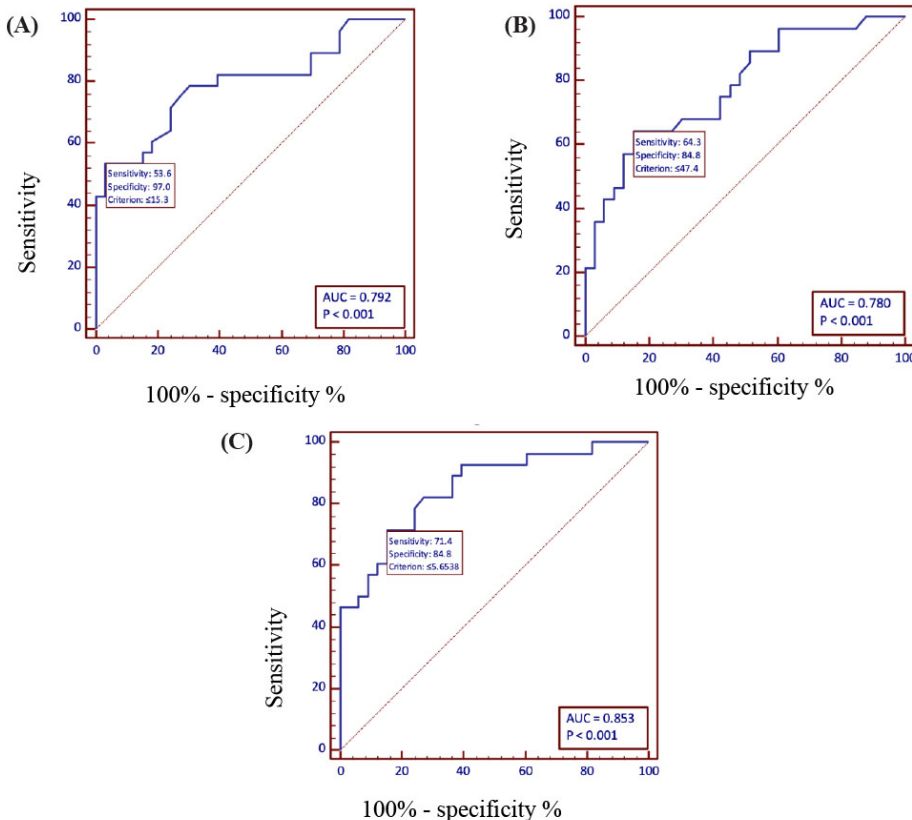 (A)
100
80
60
40
20
0
Sensitivity
Sensitivity: 53.6
Specificity: 97.0
Criterion: ≤15.3
AUC = 0.792
P < 0.001
0 20 40 60 80 100
100% - specificity %
(B)
100
80
60
40
20
0
Sensitivity
Sensitivity: 64.3
Specificity: 84.8
Criterion: ≤47.4
AUC = 0.780
P < 0.001
0 20 40 60 80 100
100% - specificity %
(C)
100
80
60
40
20
0
Sensitivity
Sensitivity: 71.4
Specificity: 84.8
Criterion: ≤5.6538
AUC = 0.853
P < 0.001
0 20 40 60 80 100
100% - specificity %